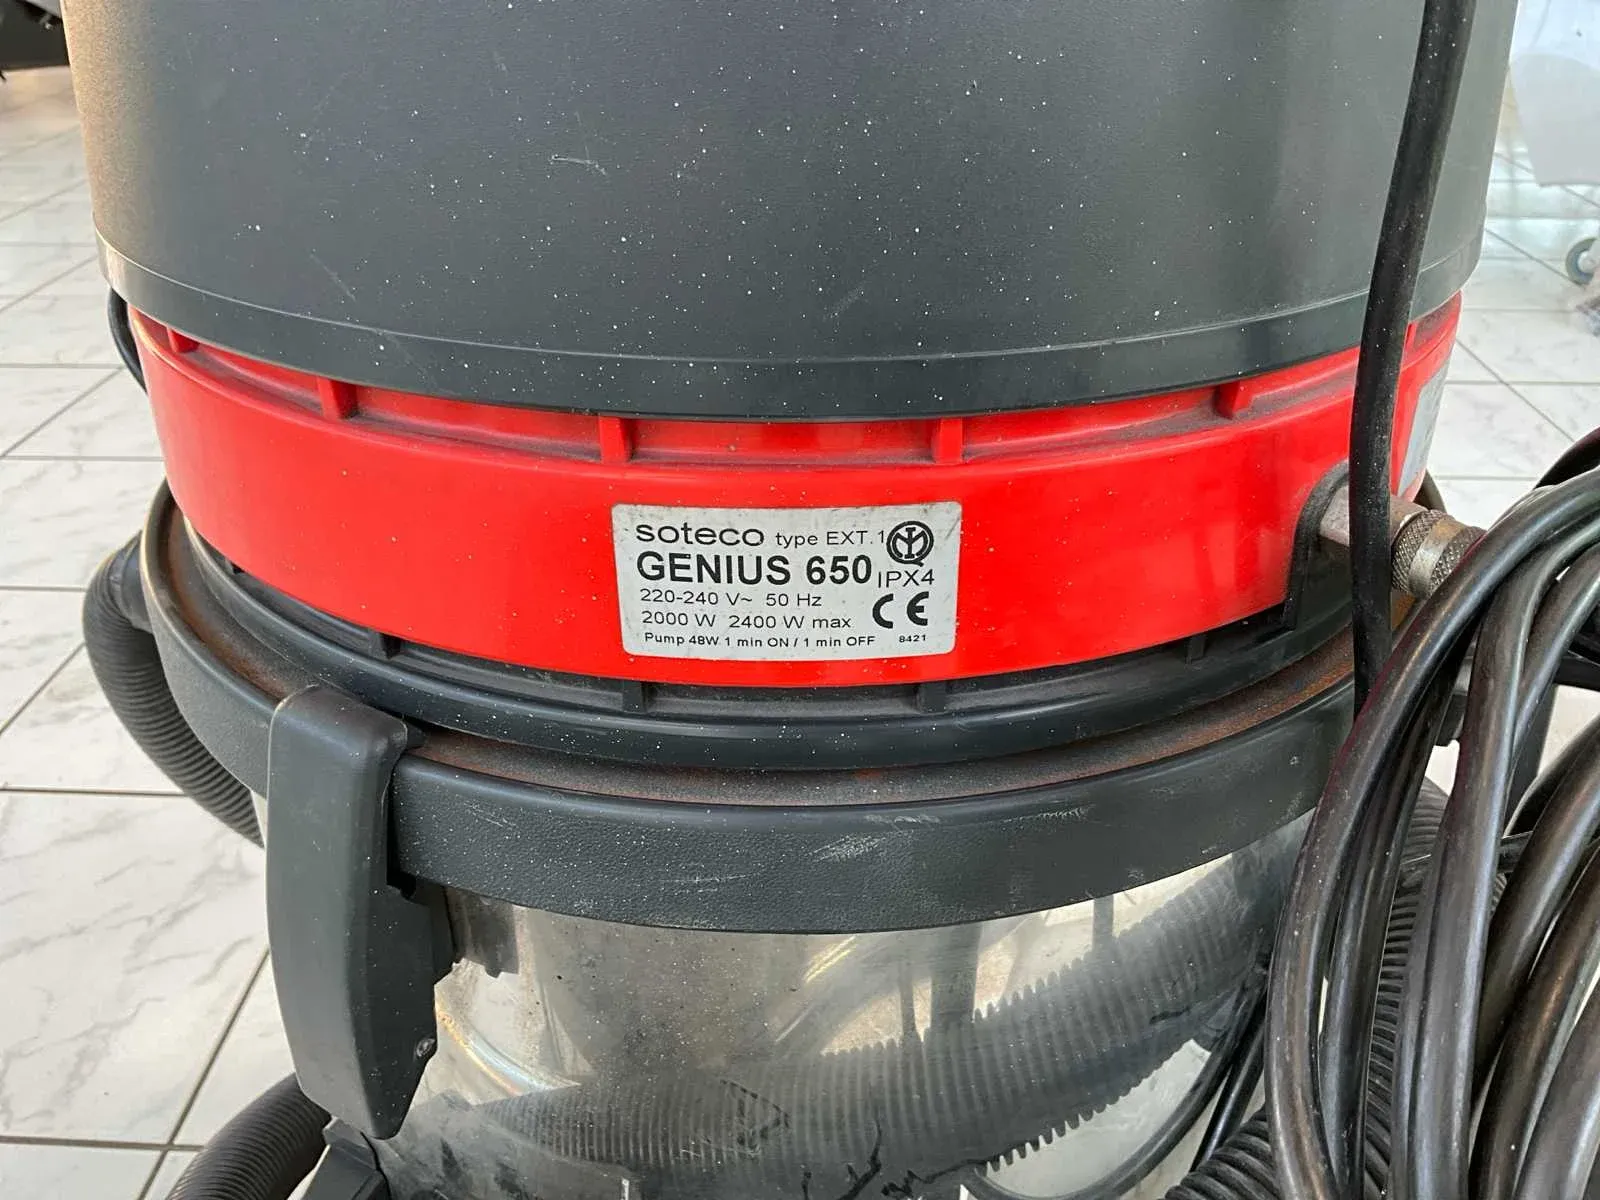 soteco type EXT.1
GENIUS 650 IPX4
220-240 V~ 50 Hz
2000 W 2400 W max
CE
Pump 48W 1 min ON / 1 min OFF 8421